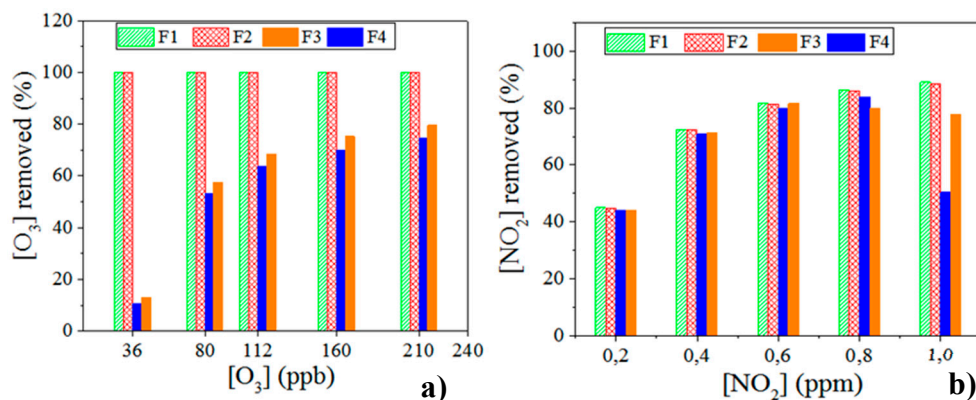 120
100
80
60
40
20
0
[O₃] removed (%)
F1 F2 F3 F4
36 80 112 160 210 240
[O₃] (ppb)
a)
100
80
60
40
20
0
[NO₂] removed (%)
F1 F2 F3 F4
0,2 0,4 0,6 0,8 1,0
[NO₂] (ppm)
b)